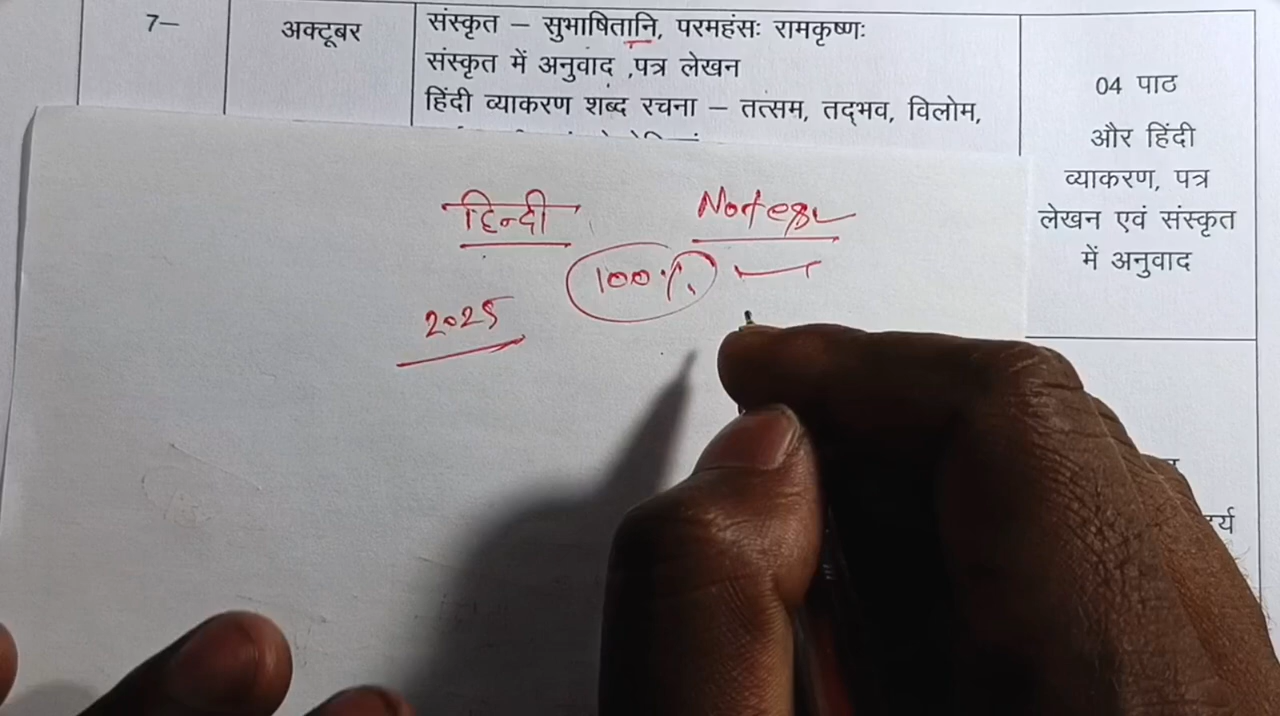 7–
अक्टूबर
संस्कृत – सुभाषितानि, परमहंसः रामकृष्णः
संस्कृत में अनुवाद ,पत्र लेखन
हिंदी व्याकरण शब्द रचना – तत्सम, तद्भव, विलोम,
04 पाठ
और हिंदी
व्याकरण, पत्र
लेखन एवं संस्कृत
में अनुवाद
हिन्दी Notes
100%
2025